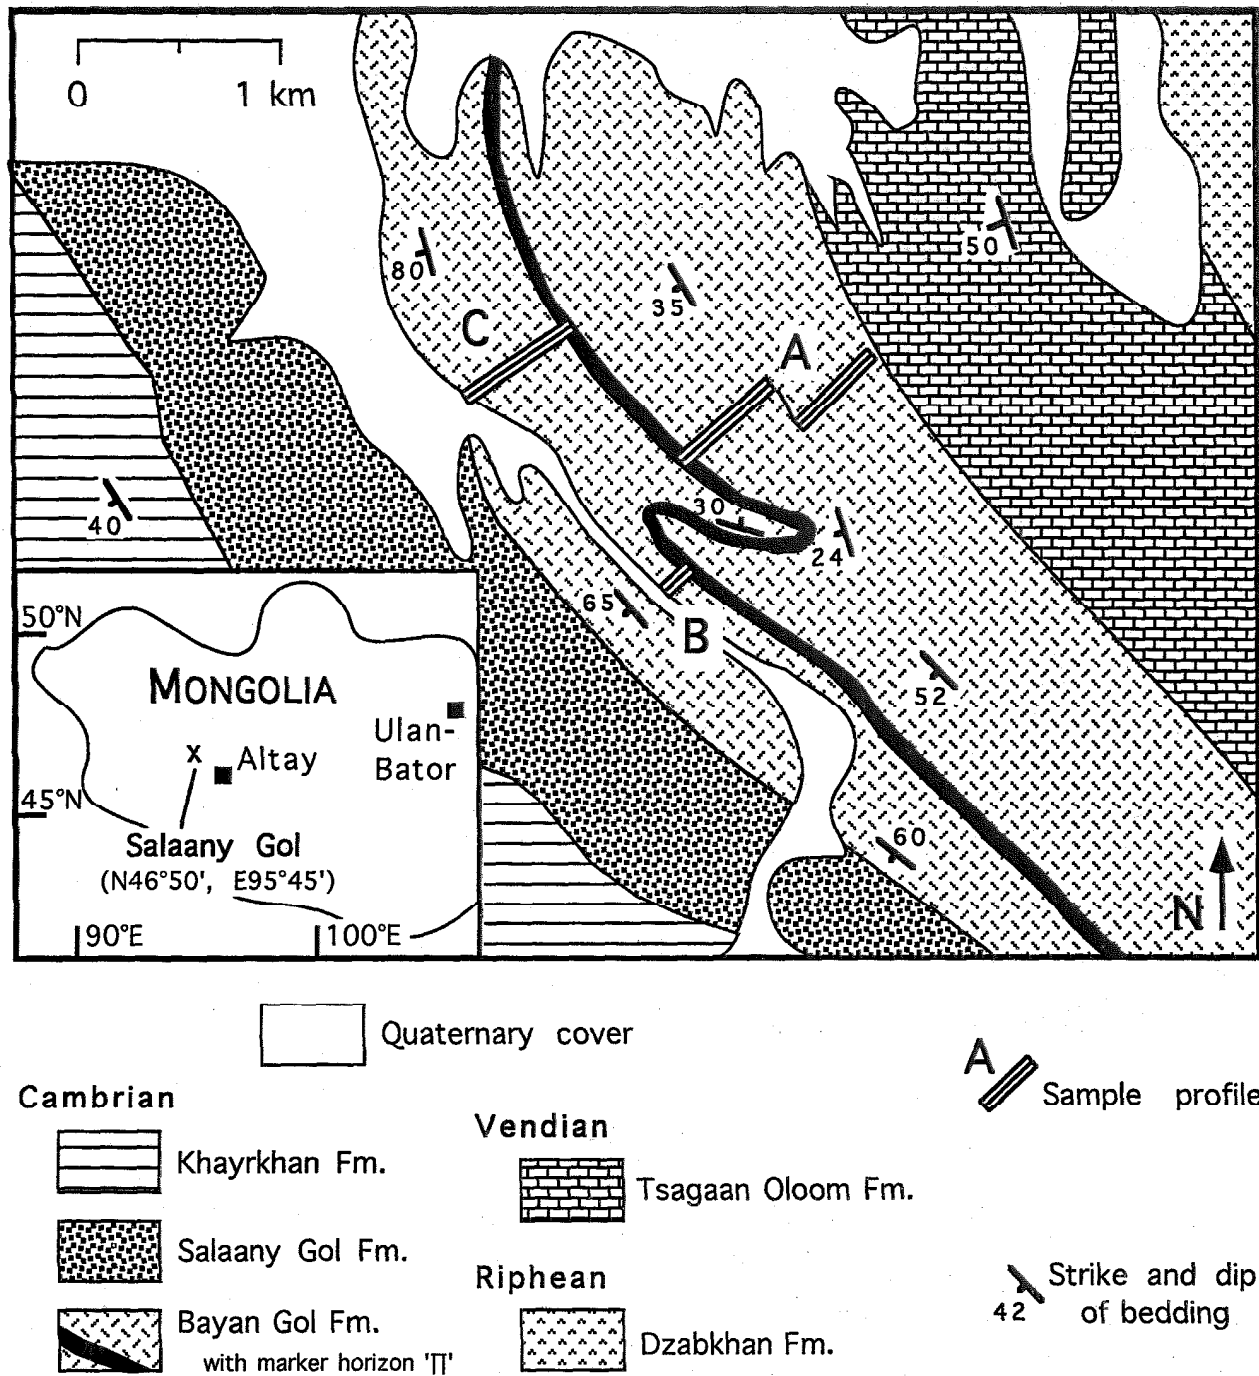 0 1 km
80
35
50
C
A
40
30
24
65
B
52
60
N
50°N
MONGOLIA
Ulan-
Bator
x Altay
45°N
Salaany Gol
(N46°50', E95°45')
90°E
100°E
Quaternary cover
A
Sample profile
Cambrian
Khayrkhan Fm.
Salaany Gol Fm.
Bayan Gol Fm.
with marker horizon '∏'
Vendian
Tsagaan Oloom Fm.
Riphean
Dzabkhan Fm.
42
Strike and dip
of bedding